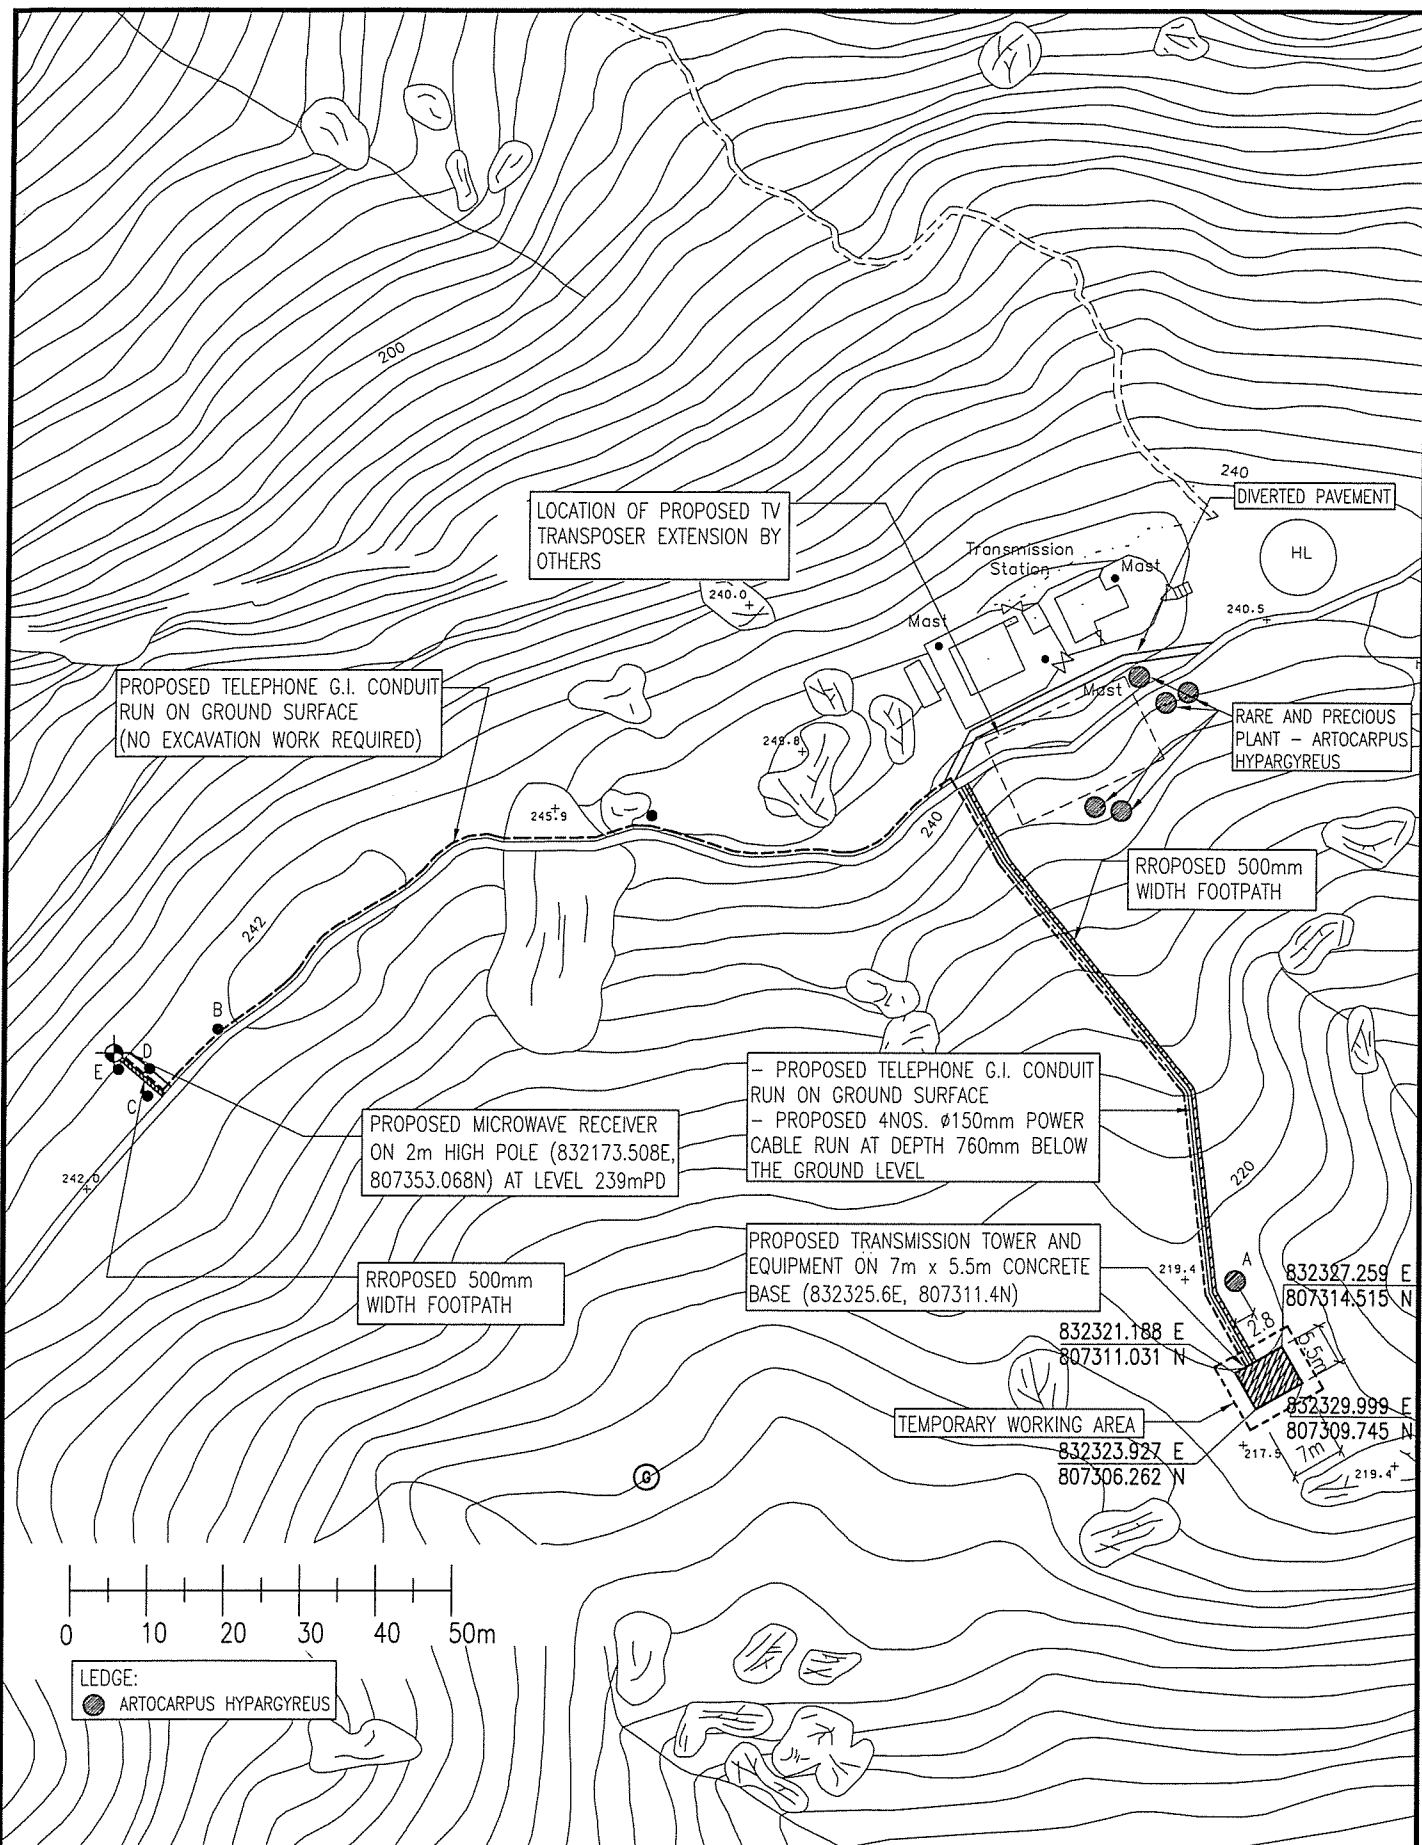 200
240
DIVERTED PAVEMENT
LOCATION OF PROPOSED TV
TRANSPOSER EXTENSION BY
OTHERS
HL
Transmission
Station
Mast
240.0
240.5
Mast
PROPOSED TELEPHONE G.I. CONDUIT
RUN ON GROUND SURFACE
(NO EXCAVATION WORK REQUIRED)
Mast
RARE AND PRECIOUS
PLANT – ARTOCARPUS
HYPARGYREUS
245.9
240
RROPOSED 500mm
WIDTH FOOTPATH
242
B
D
E
C
– PROPOSED TELEPHONE G.I. CONDUIT
RUN ON GROUND SURFACE
– PROPOSED 4NOS. ø150mm POWER
CABLE RUN AT DEPTH 760mm BELOW
THE GROUND LEVEL
PROPOSED MICROWAVE RECEIVER
ON 2m HIGH POLE (832173.508E,
807353.068N) AT LEVEL 239mPD
242.0
220
PROPOSED TRANSMISSION TOWER AND
EQUIPMENT ON 7m x 5.5m CONCRETE
BASE (832325.6E, 807311.4N)
219.4
A
832327.259 E
807314.515 N
RROPOSED 500mm
WIDTH FOOTPATH
2.8
5.5m
832321.188 E
807311.031 N
TEMPORARY WORKING AREA
832329.999 E
807309.745 N
832323.927 E
807306.262 N
217.9
7m
219.4
G
0 10 20 30 40 50m
LEDGE:
ARTOCARPUS HYPARGYREUS